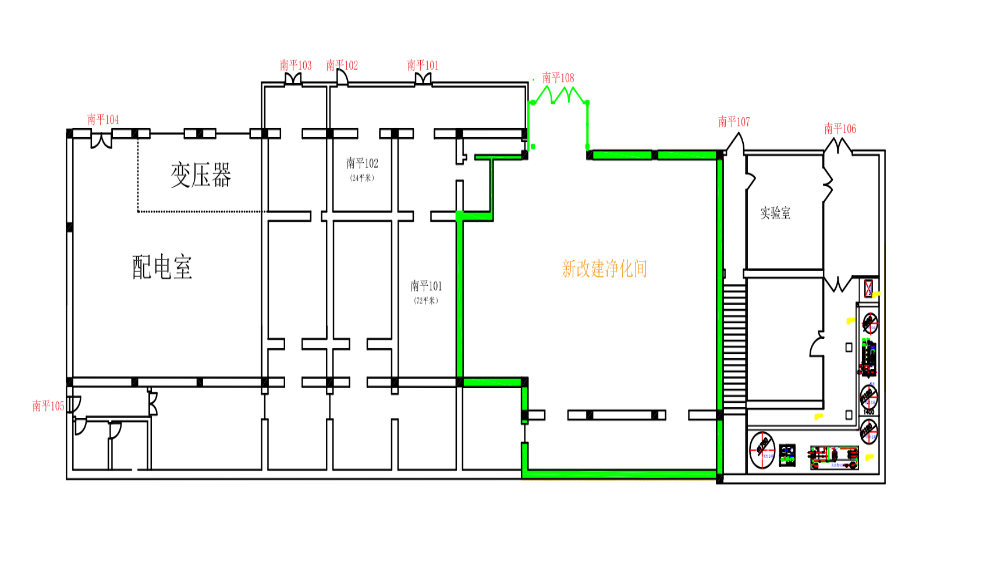 南平103
南平102
南平101
南平108
南平104
南平107
南平106
变压器
南平102
(24平米)
实验室
配电室
新改建净化间
南平101
(72平米)
南平105